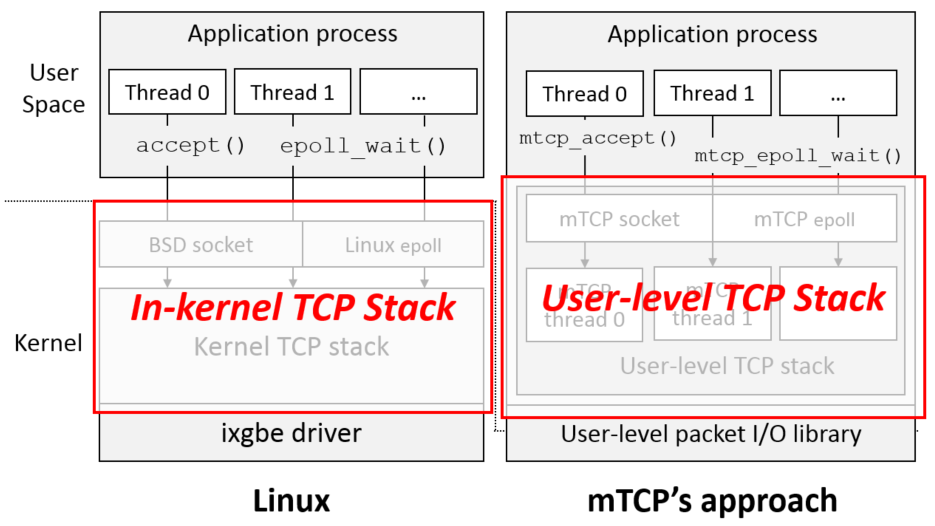 Application process
User
Space
Thread 0
Thread 1
...
accept()
epoll_wait()
BSD socket
Linux epoll
In-kernel TCP Stack
Kernel TCP stack
Kernel
ixgbe driver
Linux
Application process
Thread 0
Thread 1
...
mtcp_accept()
mtcp_epoll_wait()
mTCP socket
mTCP epoll
mTCP
thread 0
mTCP
thread 1
User-level TCP Stack
User-level TCP stack
User-level packet I/O library
mTCP's approach